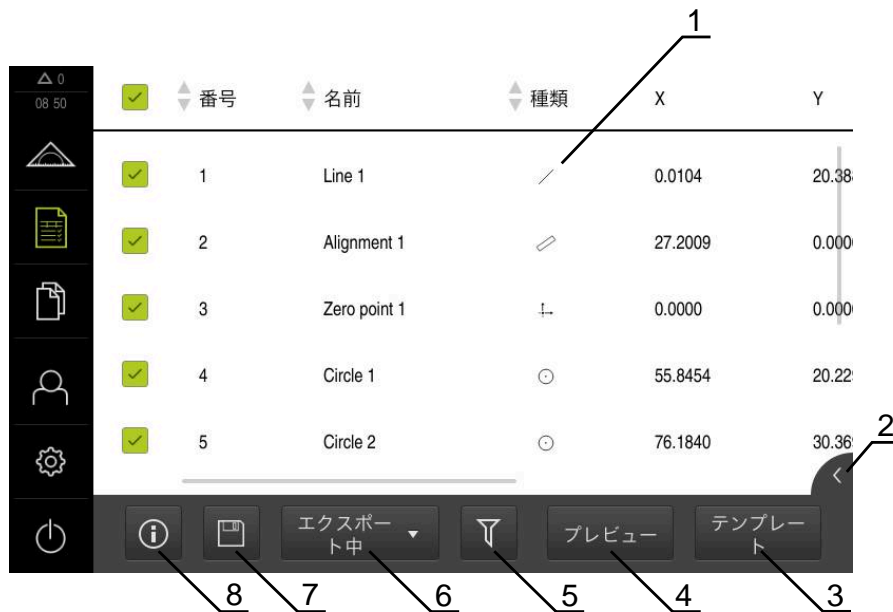 1
0
08 50
番号 名前 種類 X Y
1 Line 1 0.0104
2 Alignment 1 27.2009
3 Zero point 1 0.0000
4 Circle 1 55.8454
5 Circle 2 76.1840
2
エクスポー
ト中
プレビュー
テンプレー
ト
8 7 6 5 4 3